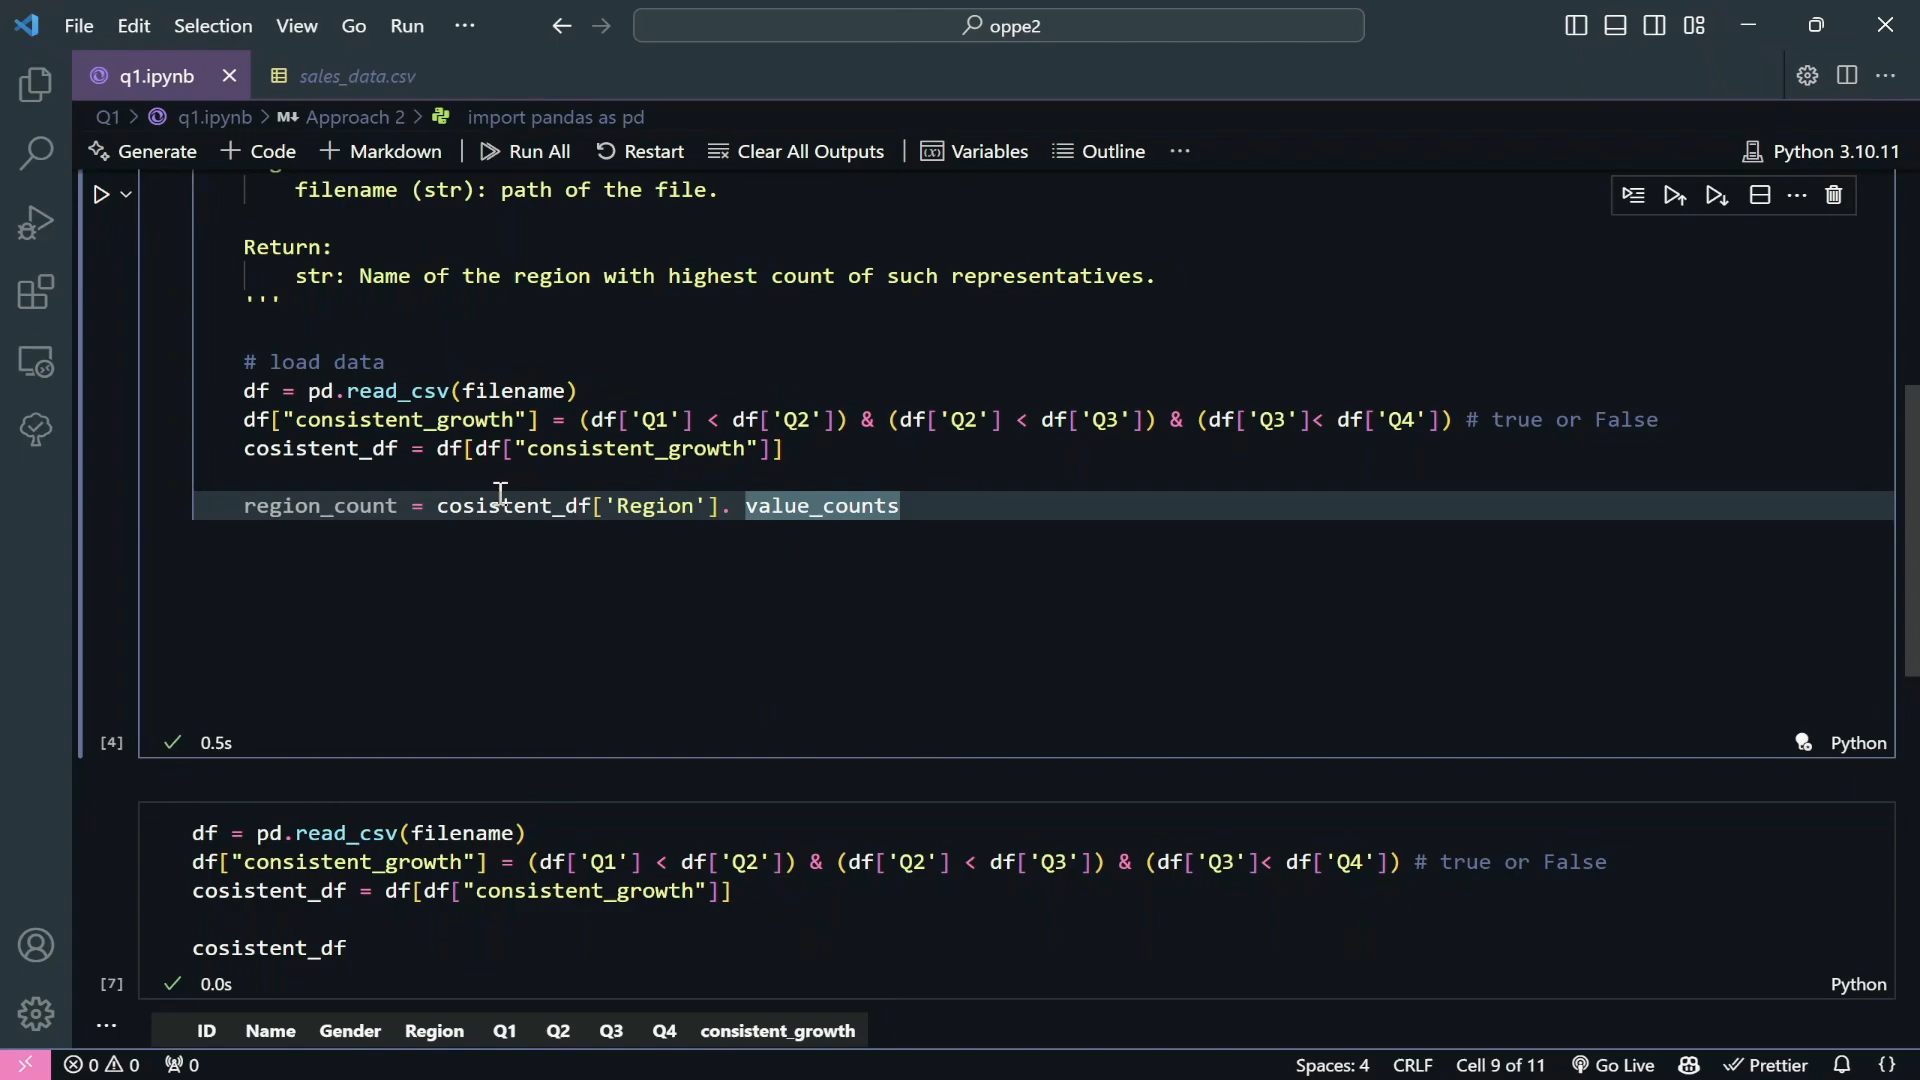 File Edit Selection View Go Run ... oppe2
q1.ipynb sales_data.csv
Q1 > q1.ipynb > M↓ Approach 2 > import pandas as pd
Generate + Code + Markdown Run All Restart Clear All Outputs Variables Outline ... Python 3.10.11
filename (str): path of the file.
Return:
str: Name of the region with highest count of such representatives.
'''
# load data
df = pd.read_csv(filename)
df["consistent_growth"] = (df['Q1'] < df['Q2']) & (df['Q2'] < df['Q3']) & (df['Q3']< df['Q4']) # true or False
cosistent_df = df[df["consistent_growth"]]
region_count = cosistent_df['Region']. value_counts
[4] 0.5s Python
df = pd.read_csv(filename)
df["consistent_growth"] = (df['Q1'] < df['Q2']) & (df['Q2'] < df['Q3']) & (df['Q3']< df['Q4']) # true or False
cosistent_df = df[df["consistent_growth"]]
cosistent_df
[7] 0.0s Python
... ID Name Gender Region Q1 Q2 Q3 Q4 consistent_growth
0 0 0 Spaces: 4 CRLF Cell 9 of 11 Go Live Prettier {}